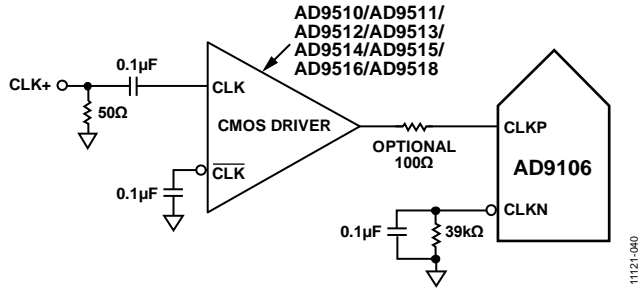 AD9510/AD9511/
AD9512/AD9513/
AD9514/AD9515/
AD9516/AD9518
CLK+
0.1µF
50Ω
CLK
CMOS DRIVER
CLK
0.1µF
OPTIONAL
100Ω
CLKP
AD9106
CLKN
0.1µF
39kΩ
11121-040